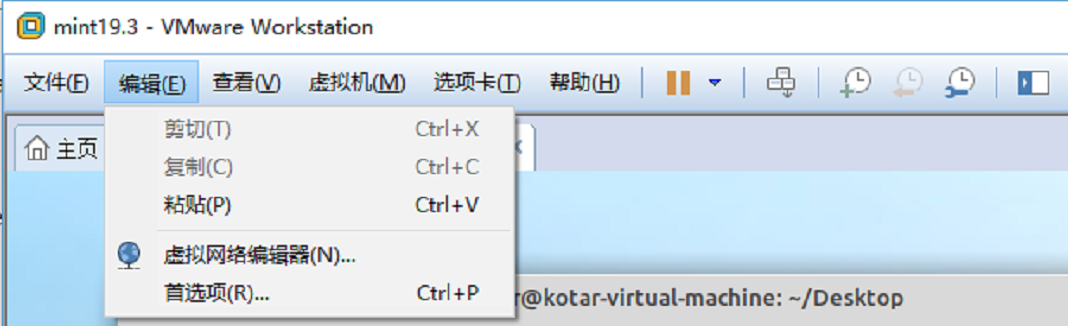 mint19.3 - VMware Workstation
文件(F) 编辑(E) 查看(V) 虚拟机(M) 选项卡(T) 帮助(H)
主页
剪切(T) Ctrl+X
复制(C) Ctrl+C
粘贴(P) Ctrl+V
虚拟网络编辑器(N)...
首选项(R)... Ctrl+P
r@kotar-virtual-machine: ~/Desktop